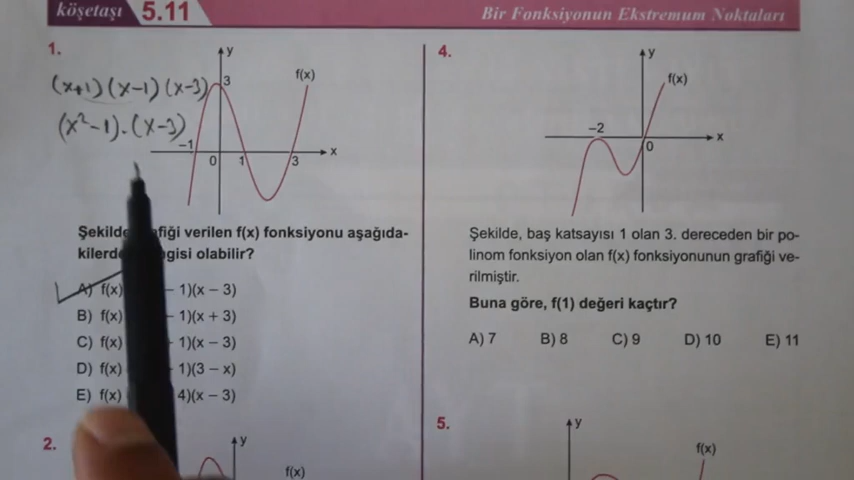 köşetaşı 5.11
Bir Fonksiyonun Ekstremum Noktaları
1.
(x+1)(x-1)(x-3)
(x²-1).(x-3)
y
3
f(x)
-1
0
1
3
x
Şekilde grafiği verilen f(x) fonksiyonu aşağıda-
kilerden hangisi olabilir?
A) f(x) – 1)(x – 3)
B) f(x) 1)(x + 3)
C) f(x) 1)(x – 3)
D) f(x) 1)(3 – x)
E) f(x) 4)(x – 3)
2.
y
f(x)
4.
y
f(x)
–2
0
x
Şekilde, baş katsayısı 1 olan 3. dereceden bir po-
linom fonksiyon olan f(x) fonksiyonunun grafiği ve-
rilmiştir.
Buna göre, f(1) değeri kaçtır?
A) 7 B) 8 C) 9 D) 10 E) 11
5.
y
f(x)